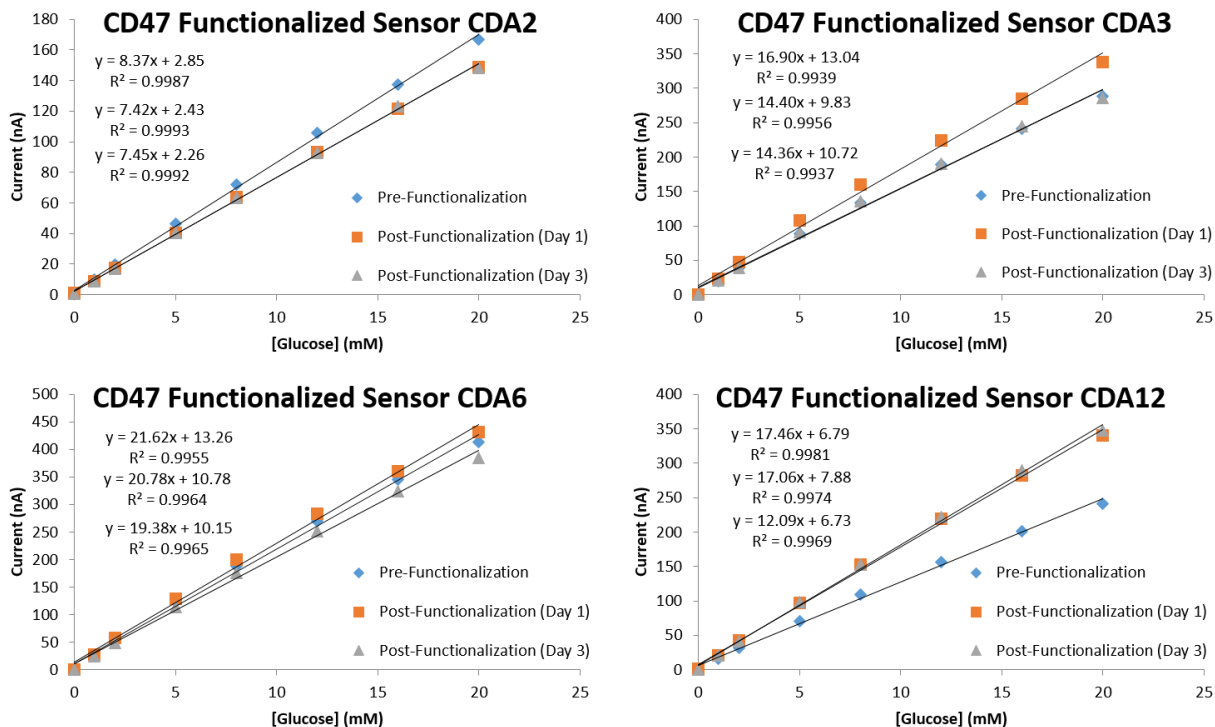 CD47 Functionalized Sensor CDA2
180
160
140
120
100
80
60
40
20
0
Current (nA)
y = 8.37x + 2.85
R² = 0.9987
y = 7.42x + 2.43
R² = 0.9993
y = 7.45x + 2.26
R² = 0.9992
Pre-Functionalization
Post-Functionalization (Day 1)
Post-Functionalization (Day 3)
0 5 10 15 20 25
[Glucose] (mM)
CD47 Functionalized Sensor CDA3
400
350
300
250
200
150
100
50
0
Current (nA)
y = 16.90x + 13.04
R² = 0.9939
y = 14.40x + 9.83
R² = 0.9956
y = 14.36x + 10.72
R² = 0.9937
Pre-Functionalization
Post-Functionalization (Day 1)
Post-Functionalization (Day 3)
0 5 10 15 20 25
[Glucose] (mM)
CD47 Functionalized Sensor CDA6
500
450
400
350
300
250
200
150
100
50
0
Current (nA)
y = 21.62x + 13.26
R² = 0.9955
y = 20.78x + 10.78
R² = 0.9964
y = 19.38x + 10.15
R² = 0.9965
Pre-Functionalization
Post-Functionalization (Day 1)
Post-Functionalization (Day 3)
0 5 10 15 20 25
[Glucose] (mM)
CD47 Functionalized Sensor CDA12
400
350
300
250
200
150
100
50
0
Current (nA)
y = 17.46x + 6.79
R² = 0.9981
y = 17.06x + 7.88
R² = 0.9974
y = 12.09x + 6.73
R² = 0.9969
Pre-Functionalization
Post-Functionalization (Day 1)
Post-Functionalization (Day 3)
0 5 10 15 20 25
[Glucose] (mM)